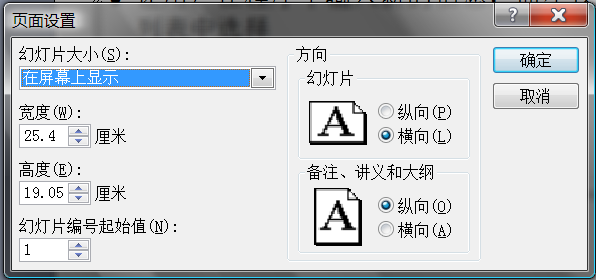 页面设置
幻灯片大小(S):
在屏幕上显示
宽度(W):
25.4 厘米
高度(E):
19.05 厘米
幻灯片编号起始值(N):
1
方向
幻灯片
A
纵向(P)
横向(L)
备注、讲义和大纲
A
纵向(O)
横向(A)
确定
取消